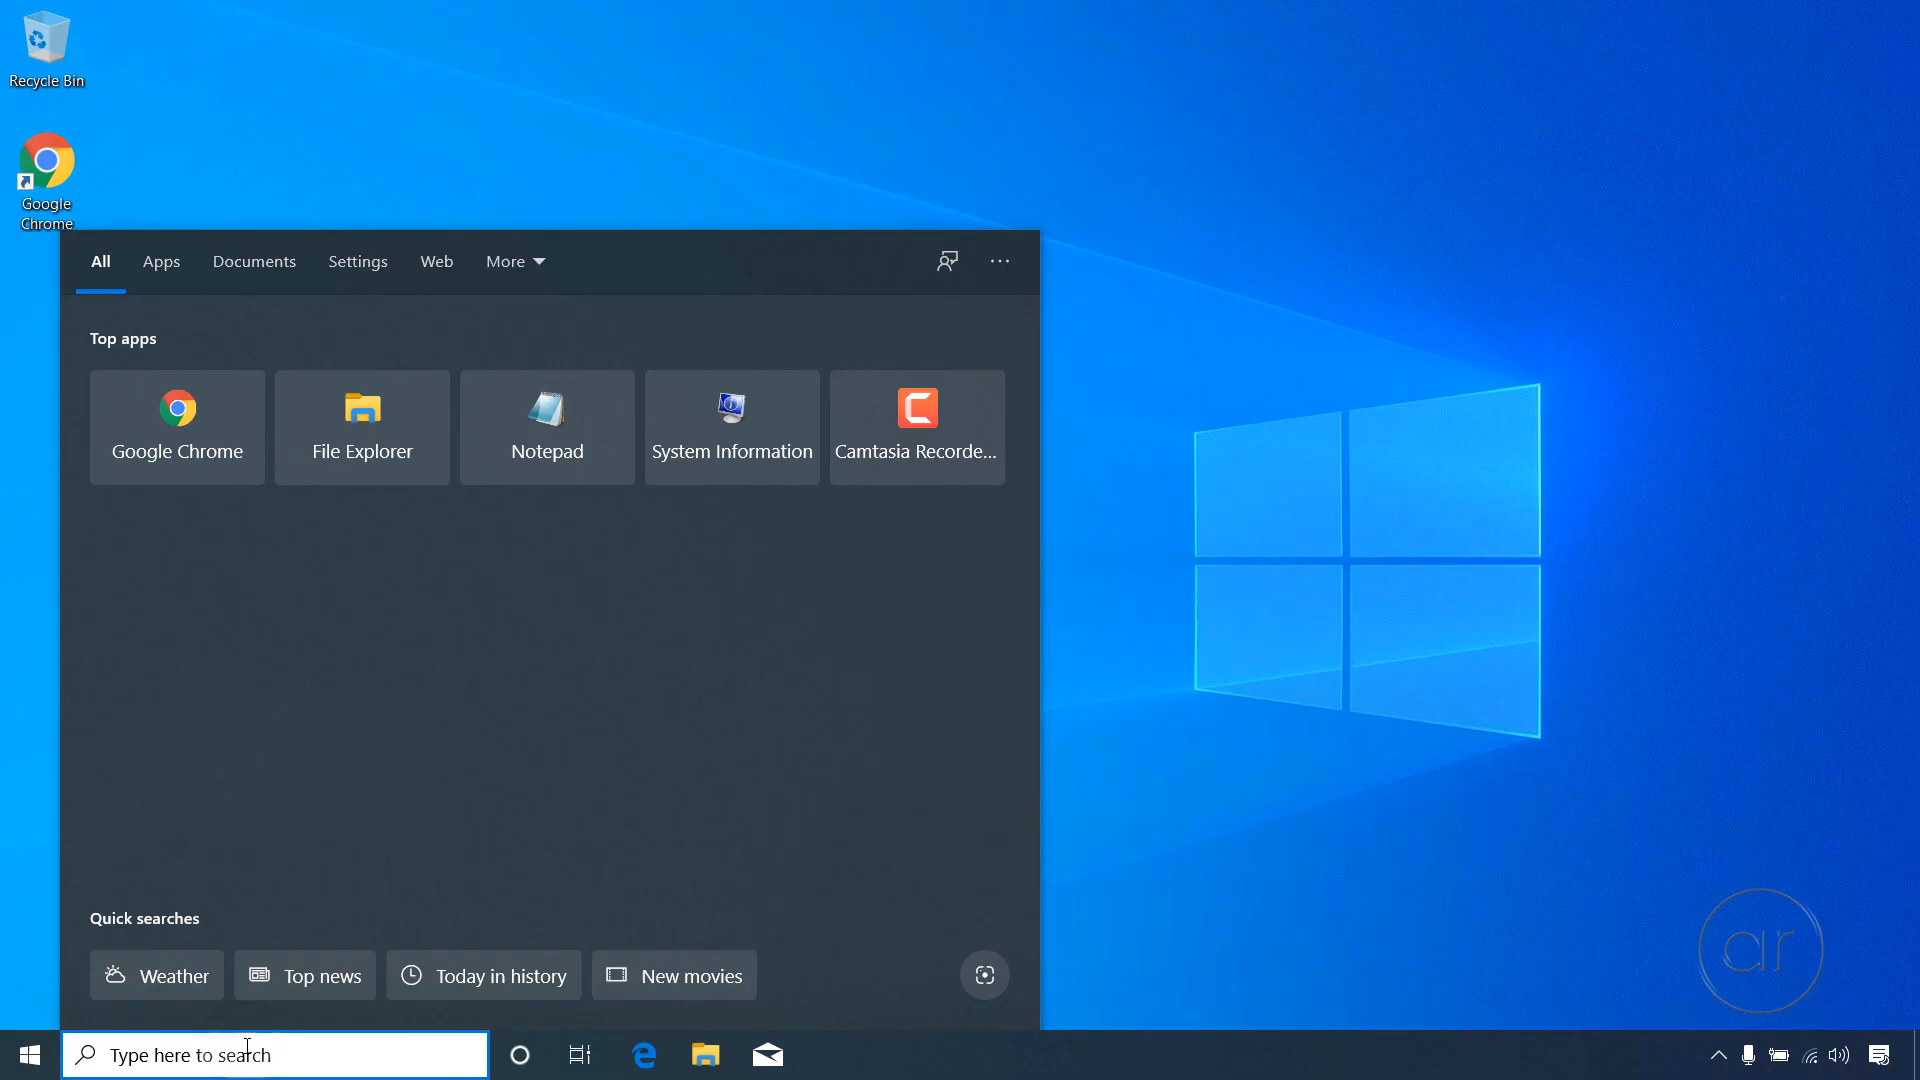 Recycle Bin
Google
Chrome
All Apps Documents Settings Web More
Top apps
Google Chrome File Explorer Notepad System Information Camtasia Recorde...
Quick searches
Weather Top news Today in history New movies
ar
Type here to search